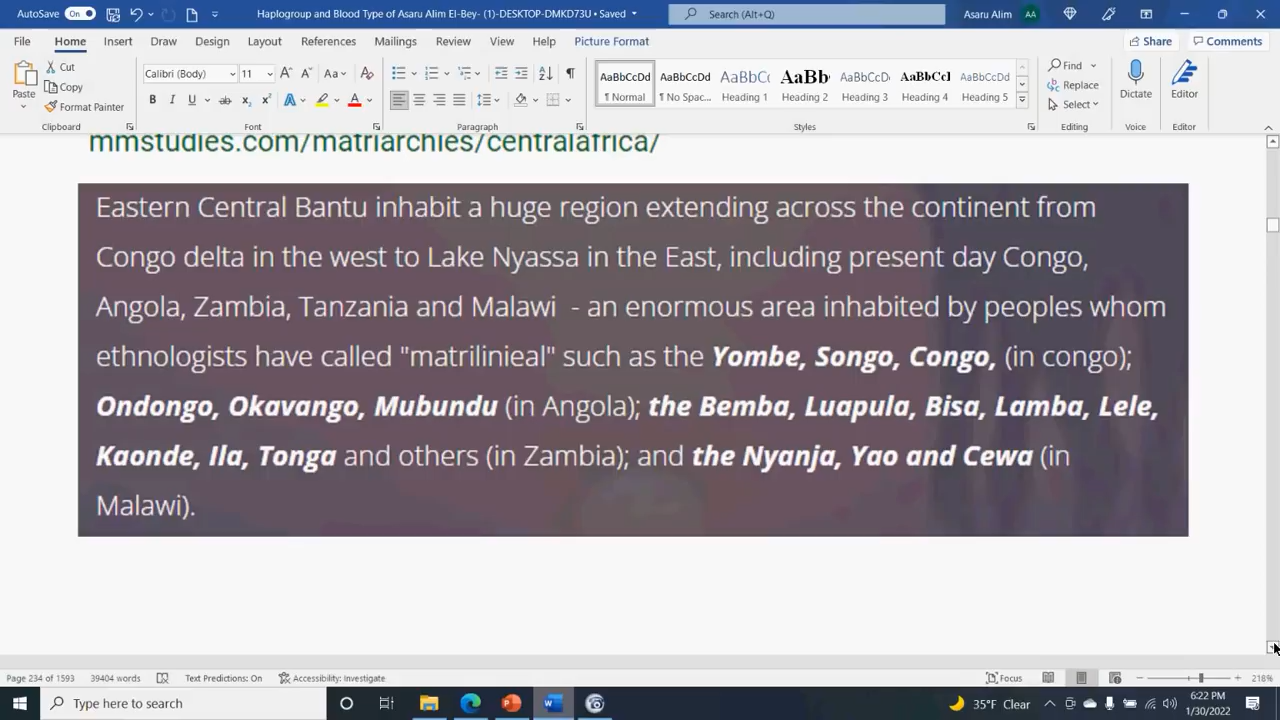 AutoSave On Haplogroup and Blood Type of Asaru Alim El-Bey- (1)-DESKTOP-DMKD73U • Saved Search (Alt+Q) Asaru Alim AA
File Home Insert Draw Design Layout References Mailings Review View Help Picture Format Share Comments
Paste Cut Copy Format Painter Clipboard
Calibri (Body) 11 Font
Paragraph
AaBbCcDd AaBbCcDd AaBbCc AaBb AaBbCcDd AaBbCcI AaBbCcDd
¶ Normal ¶ No Spac... Heading 1 Heading 2 Heading 3 Heading 4 Heading 5 Styles
Find Replace Select Editing
Dictate Voice
Editor Editor
mmstudies.com/matriarchies/centralafrica/
Eastern Central Bantu inhabit a huge region extending across the continent from
Congo delta in the west to Lake Nyassa in the East, including present day Congo,
Angola, Zambia, Tanzania and Malawi - an enormous area inhabited by peoples whom
ethnologists have called "matrilinieal" such as the Yombe, Songo, Congo, (in congo);
Ondongo, Okavango, Mubundu (in Angola); the Bemba, Luapula, Bisa, Lamba, Lele,
Kaonde, Ila, Tonga and others (in Zambia); and the Nyanja, Yao and Cewa (in
Malawi).
Page 234 of 1593 39404 words Text Predictions: On Accessibility: Investigate Focus 218%
Type here to search 35°F Clear 6:22 PM
1/30/2022